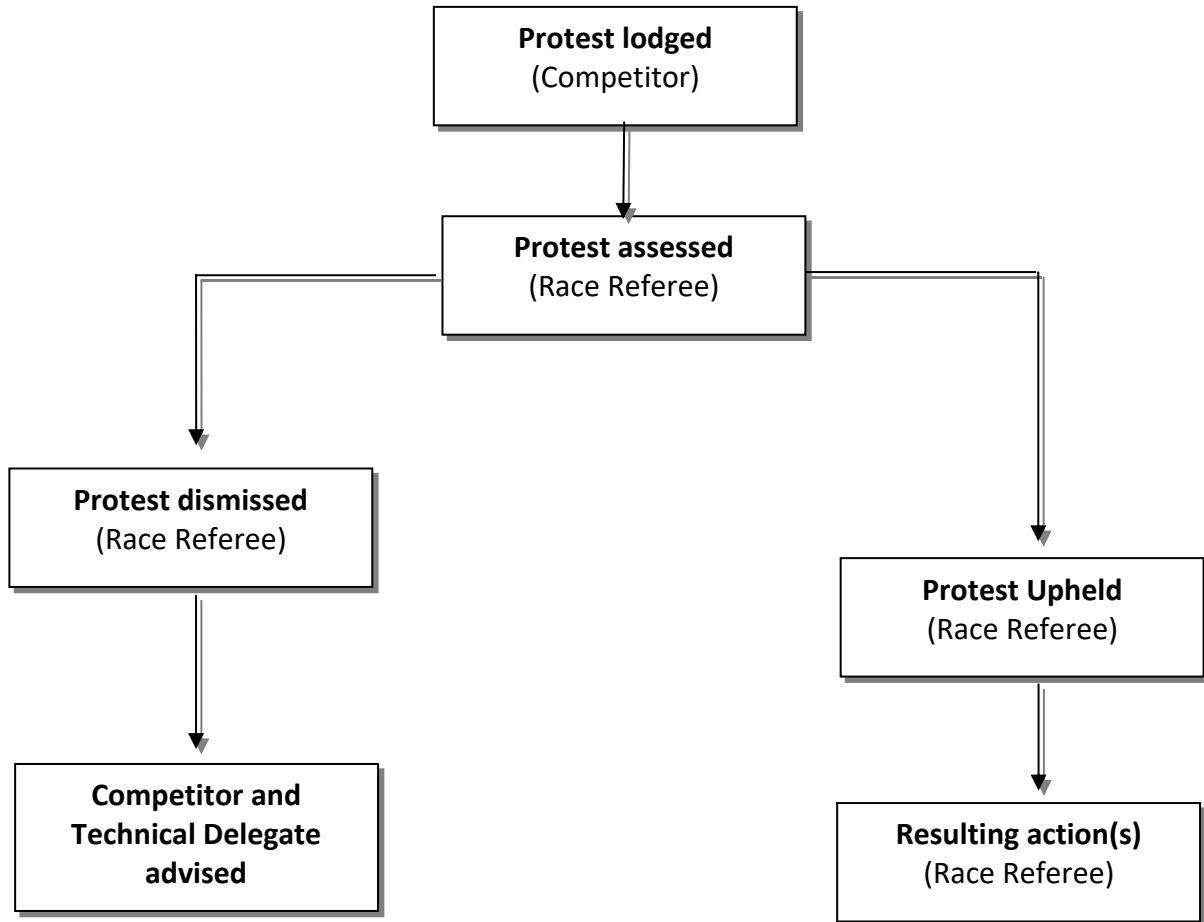 Protest lodged
(Competitor)
Protest assessed
(Race Referee)
Protest dismissed
(Race Referee)
Protest Upheld
(Race Referee)
Competitor and
Technical Delegate
advised
Resulting action(s)
(Race Referee)